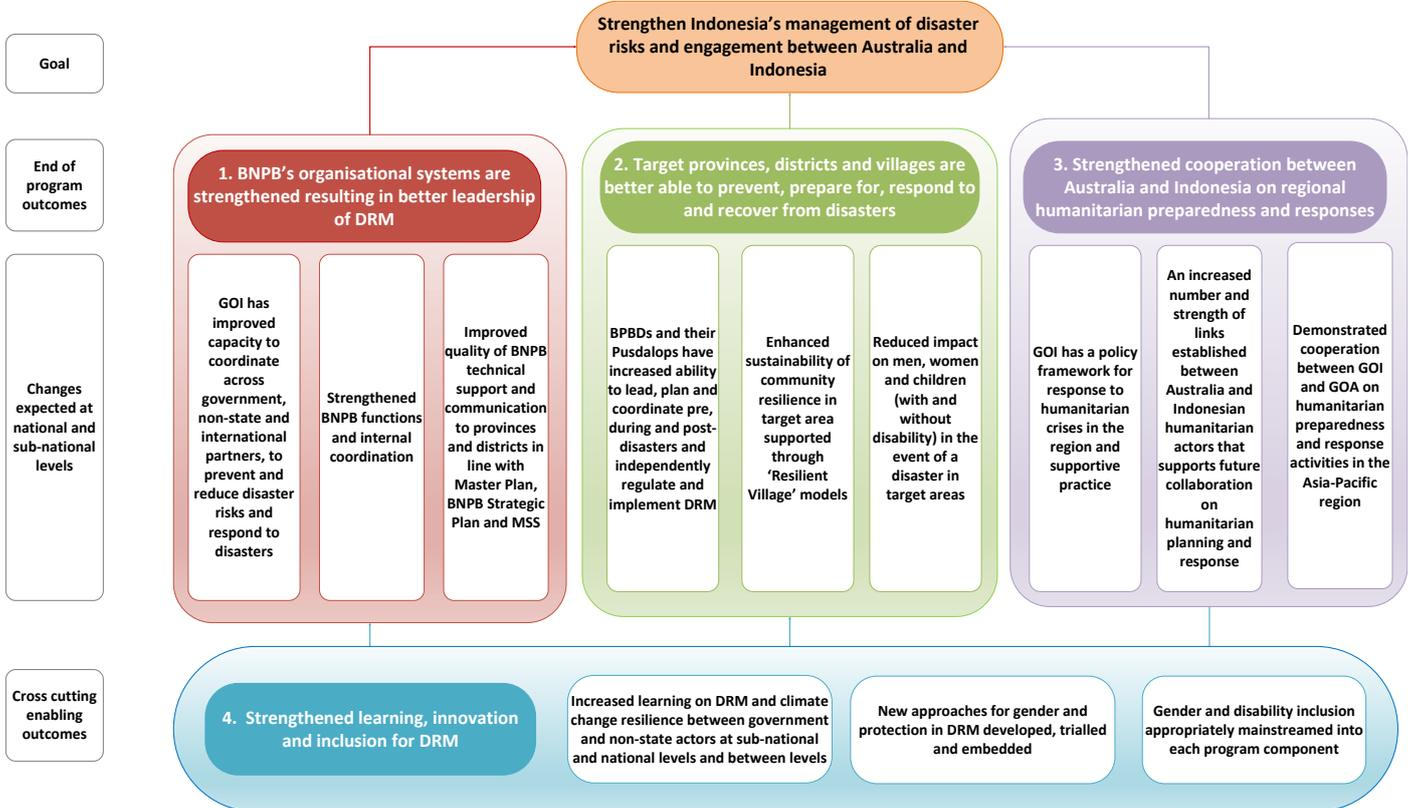 Strengthen Indonesia’s management of disaster
risks and engagement between Australia and
Indonesia
Goal
End of
program
outcomes
1. BNPB’s organisational systems are
strengthened resulting in better leadership
of DRM
2. Target provinces, districts and villages are
better able to prevent, prepare for, respond to
and recover from disasters
3. Strengthened cooperation between
Australia and Indonesia on regional
humanitarian preparedness and responses
Changes
expected at
national and
sub-national
levels
GOI has
improved
capacity to
coordinate
across
government,
non-state and
international
partners, to
prevent and
reduce disaster
risks and
respond to
disasters
Strengthened
BNPB functions
and internal
coordination
Improved
quality of BNPB
technical
support and
communication
to provinces
and districts in
line with
Master Plan,
BNPB Strategic
Plan and MSS
BPBDs and their
Pusdalops have
increased ability
to lead, plan and
coordinate pre,
during and post-
disasters and
independently
regulate and
implement DRM
Enhanced
sustainability of
community
resilience in
target area
supported
through
‘Resilient
Village’ models
Reduced impact
on men, women
and children
(with and
without
disability) in the
event of a
disaster in
target areas
GOI has a policy
framework for
response to
humanitarian
crises in the
region and
supportive
practice
An increased
number and
strength of
links
established
between
Australia and
Indonesian
humanitarian
actors that
supports future
collaboration
on
humanitarian
planning and
response
Demonstrated
cooperation
between GOI
and GOA on
humanitarian
preparedness
and response
activities in the
Asia-Pacific
region
Cross cutting
enabling
outcomes
4. Strengthened learning, innovation
and inclusion for DRM
Increased learning on DRM and climate
change resilience between government
and non-state actors at sub-national
and national levels and between levels
New approaches for gender and
protection in DRM developed, trialled
and embedded
Gender and disability inclusion
appropriately mainstreamed into
each program component